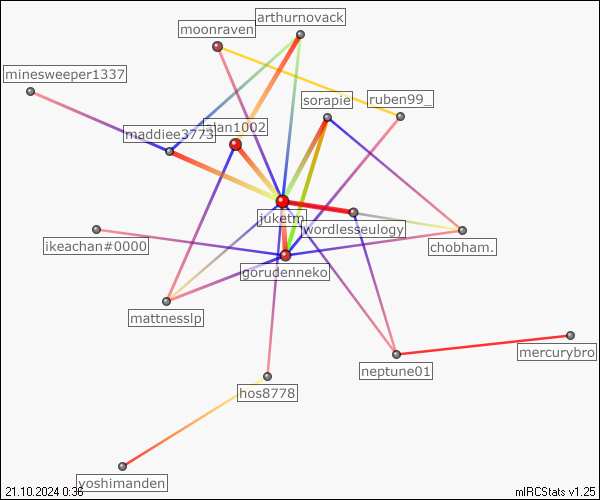 arthurnovack
moonraven
minesweeper1337
sorapie
ruben99_
alan1002
maddiee3773
juketm
wordlesseulogy
ikeachan#0000
chobham.
gorudenneko
mattnesslp
mercurybro
neptune01
hos8778
yoshimanden
21.10.2024 0:36
mIRCStats v1.25